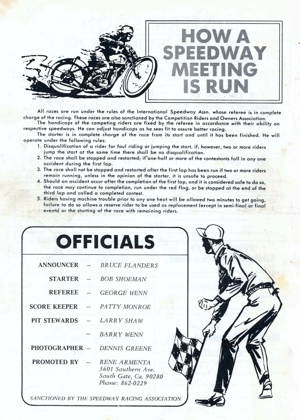 HOW A
SPEEDWAY
MEETING
IS RUN
All races are run under the rules of the International Speedway Assn. whose referee is in complete
charge of the racing. These races are also sanctioned by the Competition Riders and Owners Association.
The handicaps of the competing riders are fixed by the referee in accordance with their ability on
respective speedways. He can adjust handicaps as he sees fit to assure better racing.
The starter is in complete charge of the race from its start and until it has been finished. He will
operate under the following rules:
1. Disqualification of a rider for foul riding or jumping the start, if, however, two or more riders
jump the start at the same time there shall be no disqualification.
2. The race shall be stopped and restarted; if one-half or more of the contestants fall in any one
accident during the first lap.
3. The race shall not be stopped and restarted after the first lap has been run if two or more riders
remain running, unless in the opinion of the starter, it is unsafe to proceed.
4. Should an accident occur after the completion of the first lap, and it is considered safe to do so,
the race may continue to completion, run under the red flag, or be stopped at the end of the
third lap and called a completed contest.
5. Riders having machine trouble prior to any one heat will be allowed two minutes to get going,
failure to do so allows a reserve rider to be used as replacement (except in semi-final or final
events) or the starting of the race with remaining riders.
OFFICIALS
ANNOUNCER – BRUCE FLANDERS
STARTER – BOB SHOEMAN
REFEREE – GEORGE WENN
SCORE KEEPER – PATTY MONROE
PIT STEWARDS – LARRY SHAW
– BARRY WENN
PHOTOGRAPHER – DENNIS GREENE
PROMOTED BY – RENE ARMENTA
5601 Southern Ave.
South Gate, Ca. 90280
Phone: 862-0229
SANCTIONED BY THE SPEEDWAY RACING ASSOCIATION